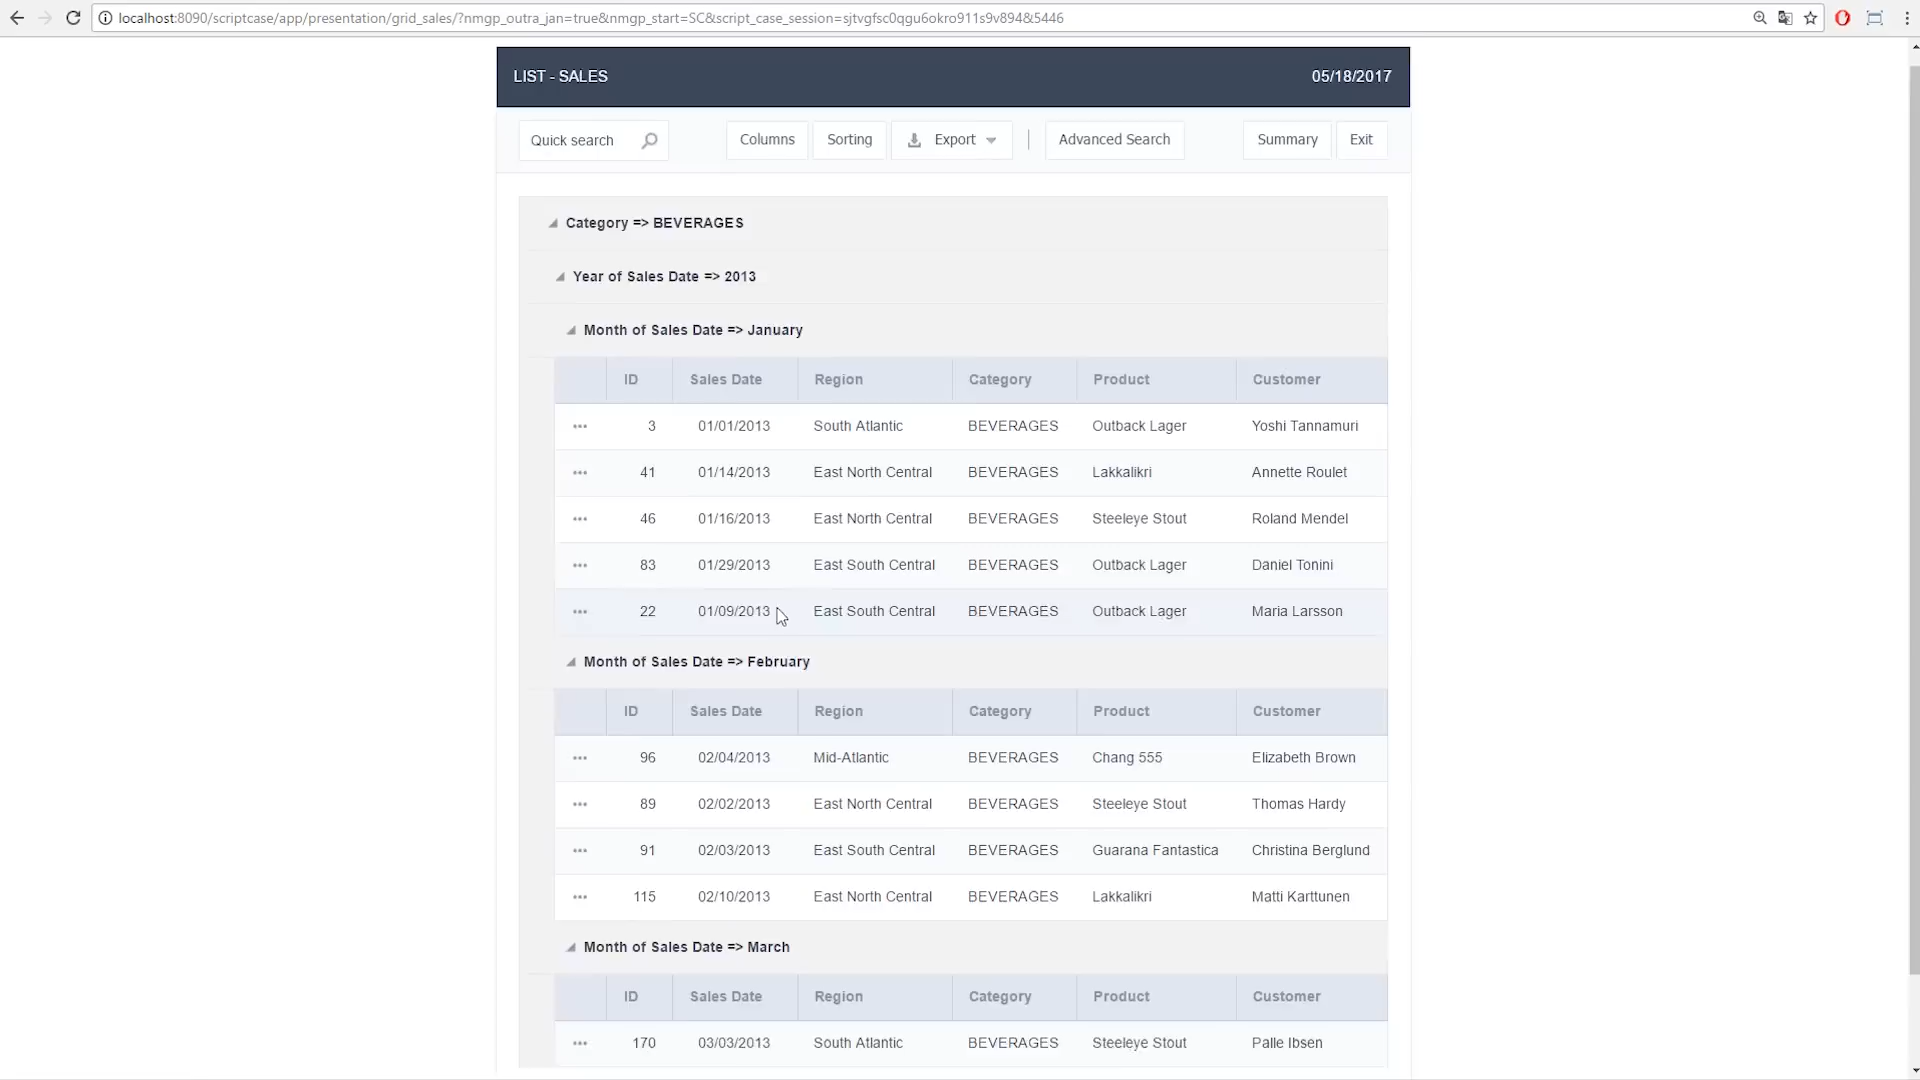 localhost:8090/scriptcase/app/presentation/grid_sales/?nmgp_outra_jan=true&nmgp_start=SC&script_case_session=sjtvgfsc0qgu6okro911s9v894&5446
LIST - SALES 05/18/2017
Quick search Columns Sorting Export Advanced Search Summary Exit
Category => BEVERAGES
Year of Sales Date => 2013
Month of Sales Date => January
ID Sales Date Region Category Product Customer
3 01/01/2013 South Atlantic BEVERAGES Outback Lager Yoshi Tannamuri
41 01/14/2013 East North Central BEVERAGES Lakkalikri Annette Roulet
46 01/16/2013 East North Central BEVERAGES Steeleye Stout Roland Mendel
83 01/29/2013 East South Central BEVERAGES Outback Lager Daniel Tonini
22 01/09/2013 East South Central BEVERAGES Outback Lager Maria Larsson
Month of Sales Date => February
ID Sales Date Region Category Product Customer
96 02/04/2013 Mid-Atlantic BEVERAGES Chang 555 Elizabeth Brown
89 02/02/2013 East North Central BEVERAGES Steeleye Stout Thomas Hardy
91 02/03/2013 East South Central BEVERAGES Guarana Fantastica Christina Berglund
115 02/10/2013 East North Central BEVERAGES Lakkalikri Matti Karttunen
Month of Sales Date => March
ID Sales Date Region Category Product Customer
170 03/03/2013 South Atlantic BEVERAGES Steeleye Stout Palle Ibsen